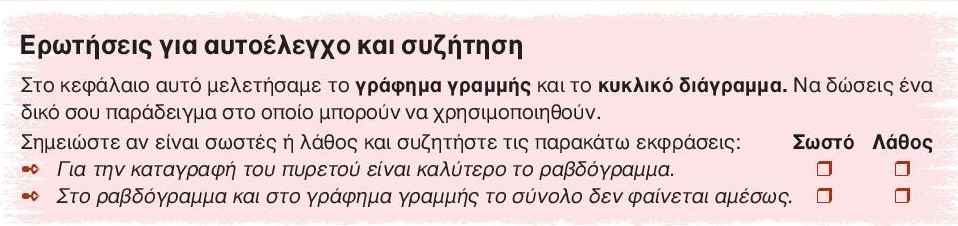 Ερωτήσεις για αυτοέλεγχο και συζήτηση
Στο κεφάλαιο αυτό μελετήσαμε το γράφημα γραμμής και το κυκλικό διάγραμμα. Να δώσεις ένα
δικό σου παράδειγμα στο οποίο μπορούν να χρησιμοποιηθούν.
Σημειώστε αν είναι σωστές ή λάθος και συζητήστε τις παρακάτω εκφράσεις: Σωστό Λάθος
➻ Για την καταγραφή του πυρετού είναι καλύτερο το ραβδόγραμμα. ❒ ❒
➻ Στο ραβδόγραμμα και στο γράφημα γραμμής το σύνολο δεν φαίνεται αμέσως. ❒ ❒